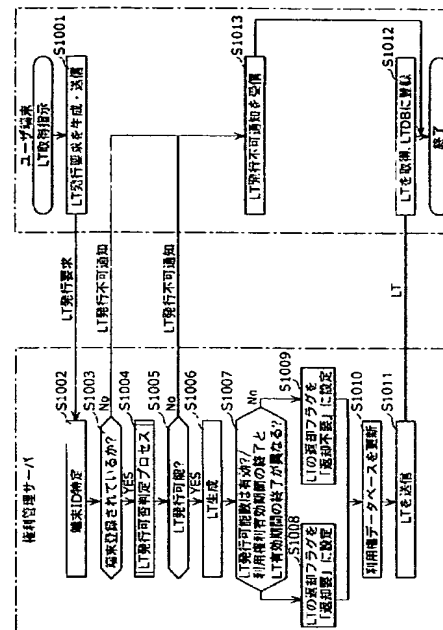 ユーザ端末
LT取得指示
S1001
LT発行要求を生成・送信
LT発行要求
権利管理サーバ
S1002
端末ID特定
S1003
端末登録されているか?
No
LT発行不可通知
YES
S1004
LT発行可否判定プロセス
S1005
LT発行可能?
No
LT発行不可通知
YES
S1006
LT生成
S1007
LT発行可能数は有効?/
利用権利有効期間の終了と
LT有効期間の終了が異なる?
No
S1008
LTの返却フラグを
「返却要」に設定
S1009
LTの返却フラグを
「返却不要」に設定
S1010
利用権データベースを更新
S1011
LTを送信
LT
S1013
LT発行不可通知を受信
S1012
LTを取得、LTDBに登録
終了